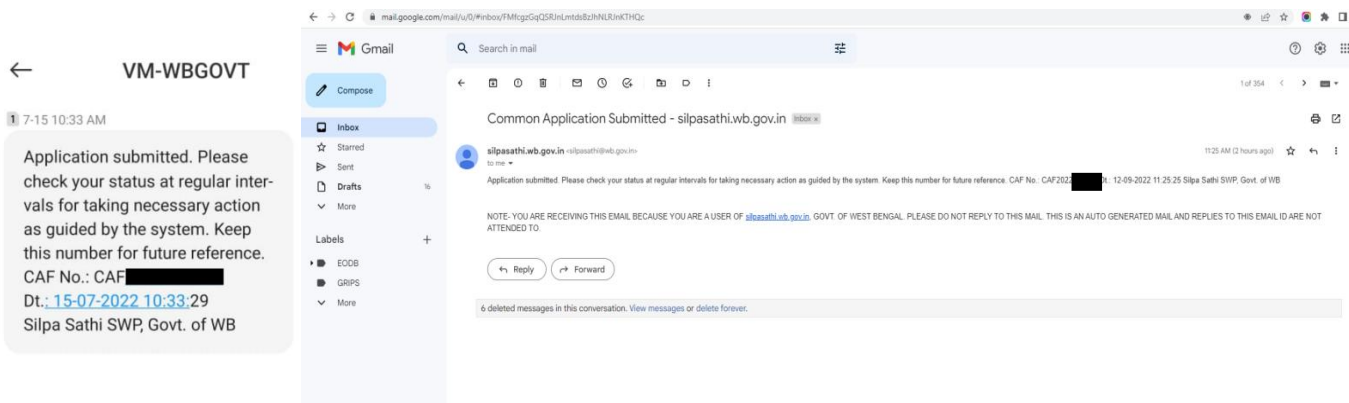 VM-WBGOVT
1 7-15 10:33 AM
Application submitted. Please
check your status at regular inter-
vals for taking necessary action
as guided by the system. Keep
this number for future reference.
CAF No.: CAF
Dt.: 15-07-2022 10:33:29
Silpa Sathi SWP, Govt. of WB
mail.google.com/mail/u/0/#inbox/FMfcgzGqQSRJnLmtdsBzJhNLRJnKTHQc
Gmail
Search in mail
Compose
1 of 354
Inbox
Starred
Sent
Drafts 16
More
Labels
EODB
GRIPS
More
Common Application Submitted - silpasathi.wb.gov.in Inbox x
silpasathi.wb.gov.in <silpasathi@wb.gov.in> 11:25 AM (2 hours ago)
to me
Application submitted. Please check your status at regular intervals for taking necessary action as guided by the system. Keep this number for future reference. CAF No.: CAF2022 Dt.: 12-09-2022 11:25:25 Silpa Sathi SWP, Govt. of WB
NOTE- YOU ARE RECEIVING THIS EMAIL BECAUSE YOU ARE A USER OF silpasathi.wb.gov.in, GOVT. OF WEST BENGAL. PLEASE DO NOT REPLY TO THIS MAIL. THIS IS AN AUTO GENERATED MAIL AND REPLIES TO THIS EMAIL ID ARE NOT
ATTENDED TO.
Reply Forward
6 deleted messages in this conversation. View messages or delete forever.